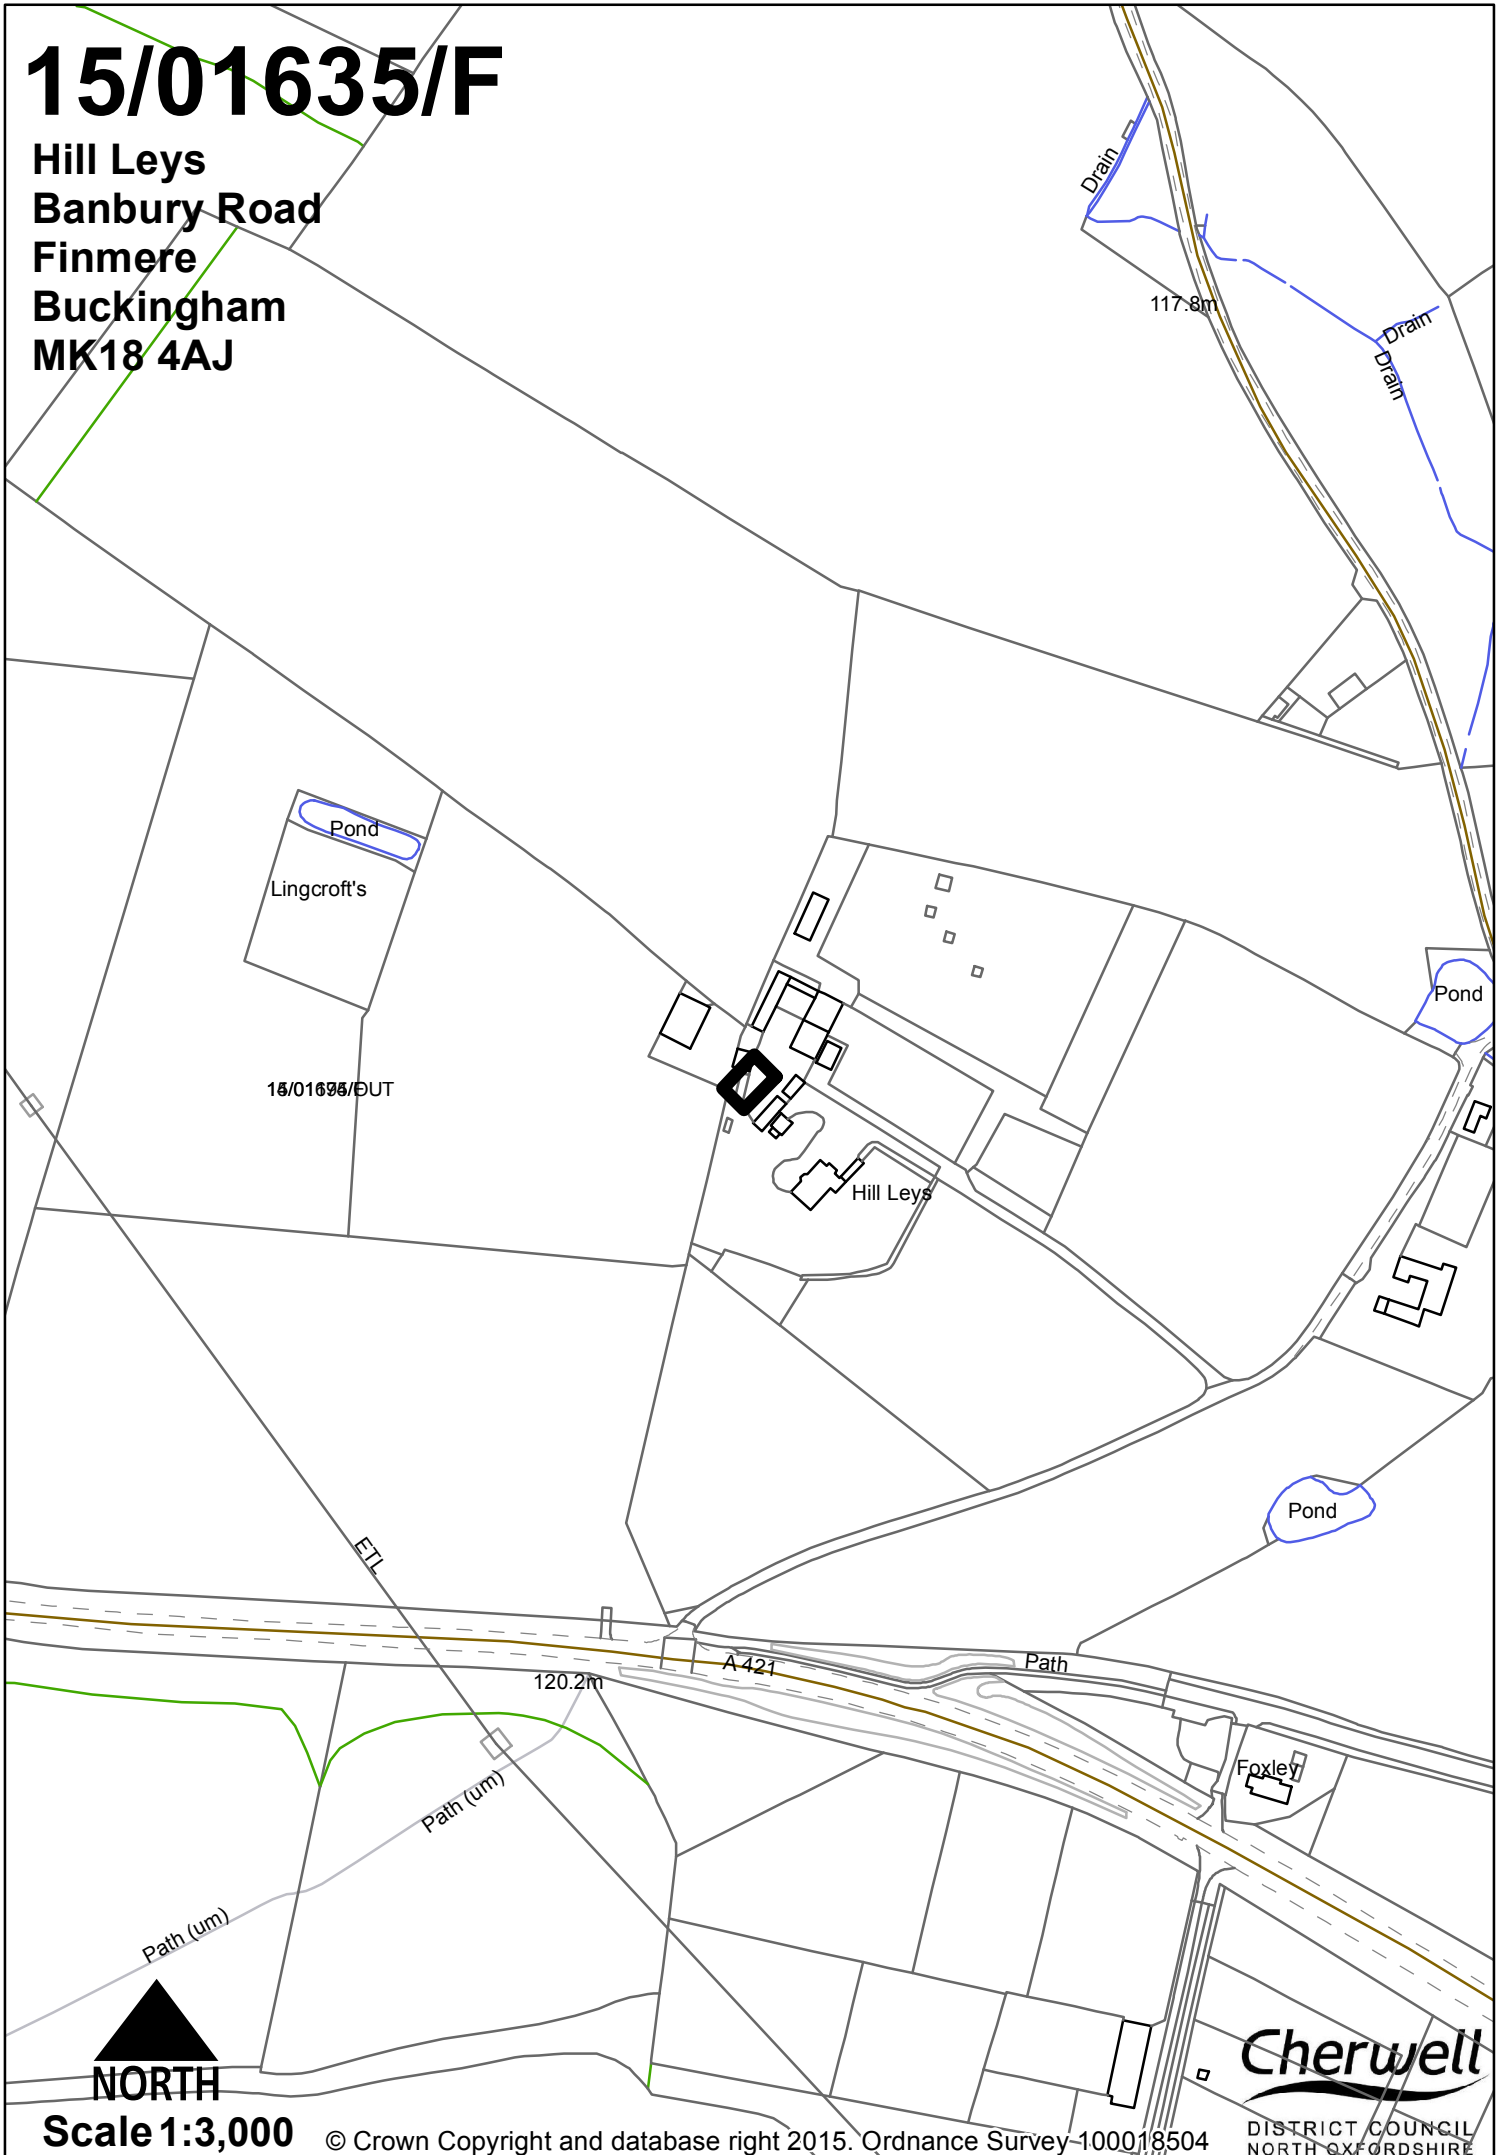 15/01635/F
Hill Leys
Banbury Road
Finmere
Buckingham
MK18 4AJ
Drain
117.8m
Drain
Drain
Pond
Lingcroft's
Pond
Hill Leys
Pond
ETL
A 421
Path
120.2m
Foxley
Path (um)
Path (um)
NORTH
Scale 1:3,000
© Crown Copyright and database right 2015. Ordnance Survey 100018504
Cherwell
DISTRICT COUNCIL
NORTH OXFORDSHIRE